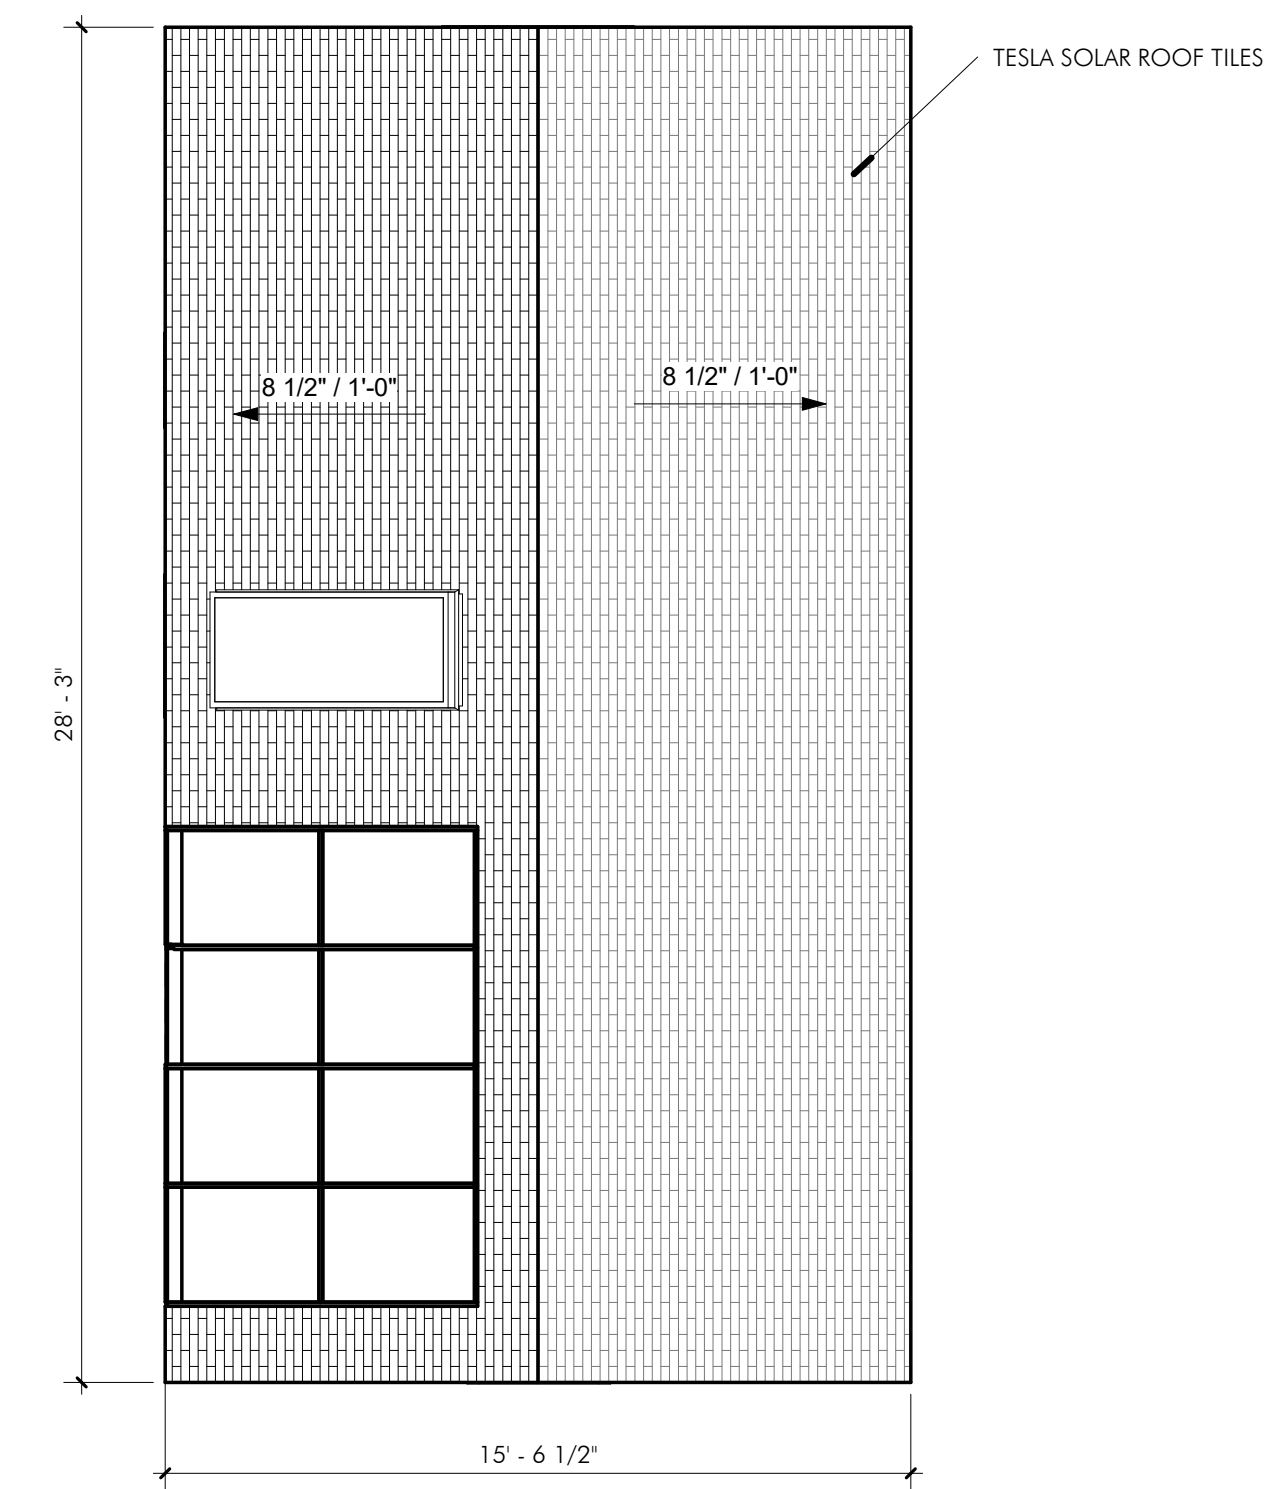 TESLA SOLAR ROOF TILES
8 1/2" / 1'-0"
8 1/2" / 1'-0"
28' - 3"
15' - 6 1/2"